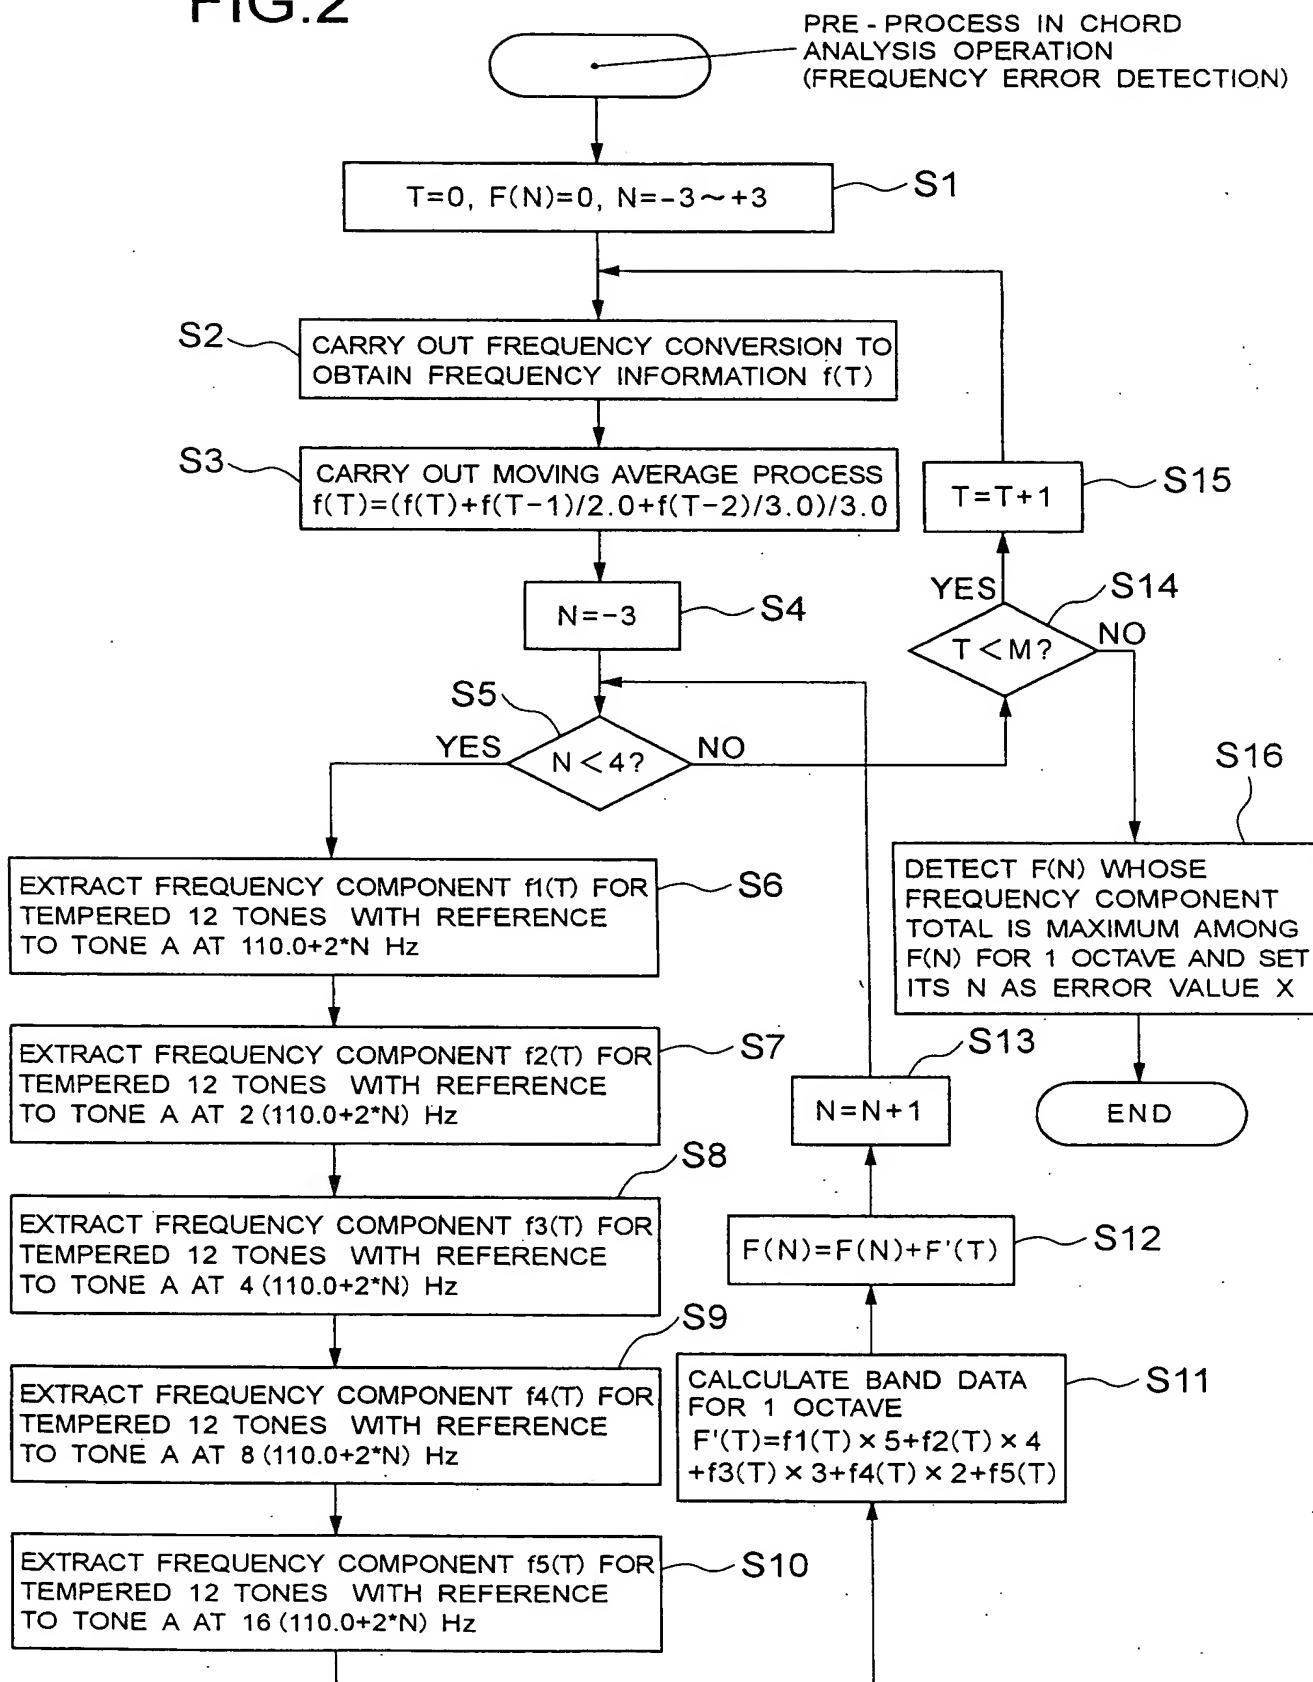 FIG.2
PRE-PROCESS IN CHORD
ANALYSIS OPERATION
(FREQUENCY ERROR DETECTION)
T=0, F(N)=0, N=-3~+3
S1
S2
CARRY OUT FREQUENCY CONVERSION TO
OBTAIN FREQUENCY INFORMATION f(T)
S3
CARRY OUT MOVING AVERAGE PROCESS
f(T)=(f(T)+f(T-1)/2.0+f(T-2)/3.0)/3.0
T=T+1
S15
N=-3
S4
YES
S14
T<M?
NO
S5
YES
N<4?
NO
S16
DETECT F(N) WHOSE
FREQUENCY COMPONENT
TOTAL IS MAXIMUM AMONG
F(N) FOR 1 OCTAVE AND SET
ITS N AS ERROR VALUE X
END
EXTRACT FREQUENCY COMPONENT f1(T) FOR
TEMPERED 12 TONES WITH REFERENCE
TO TONE A AT 110.0+2*N Hz
S6
EXTRACT FREQUENCY COMPONENT f2(T) FOR
TEMPERED 12 TONES WITH REFERENCE
TO TONE A AT 2(110.0+2*N) Hz
S7
S8
EXTRACT FREQUENCY COMPONENT f3(T) FOR
TEMPERED 12 TONES WITH REFERENCE
TO TONE A AT 4(110.0+2*N) Hz
S9
EXTRACT FREQUENCY COMPONENT f4(T) FOR
TEMPERED 12 TONES WITH REFERENCE
TO TONE A AT 8(110.0+2*N) Hz
EXTRACT FREQUENCY COMPONENT f5(T) FOR
TEMPERED 12 TONES WITH REFERENCE
TO TONE A AT 16(110.0+2*N) Hz
S10
S13
N=N+1
F(N)=F(N)+F'(T)
S12
CALCULATE BAND DATA
FOR 1 OCTAVE
F'(T)=f1(T)×5+f2(T)×4
+f3(T)×3+f4(T)×2+f5(T)
S11